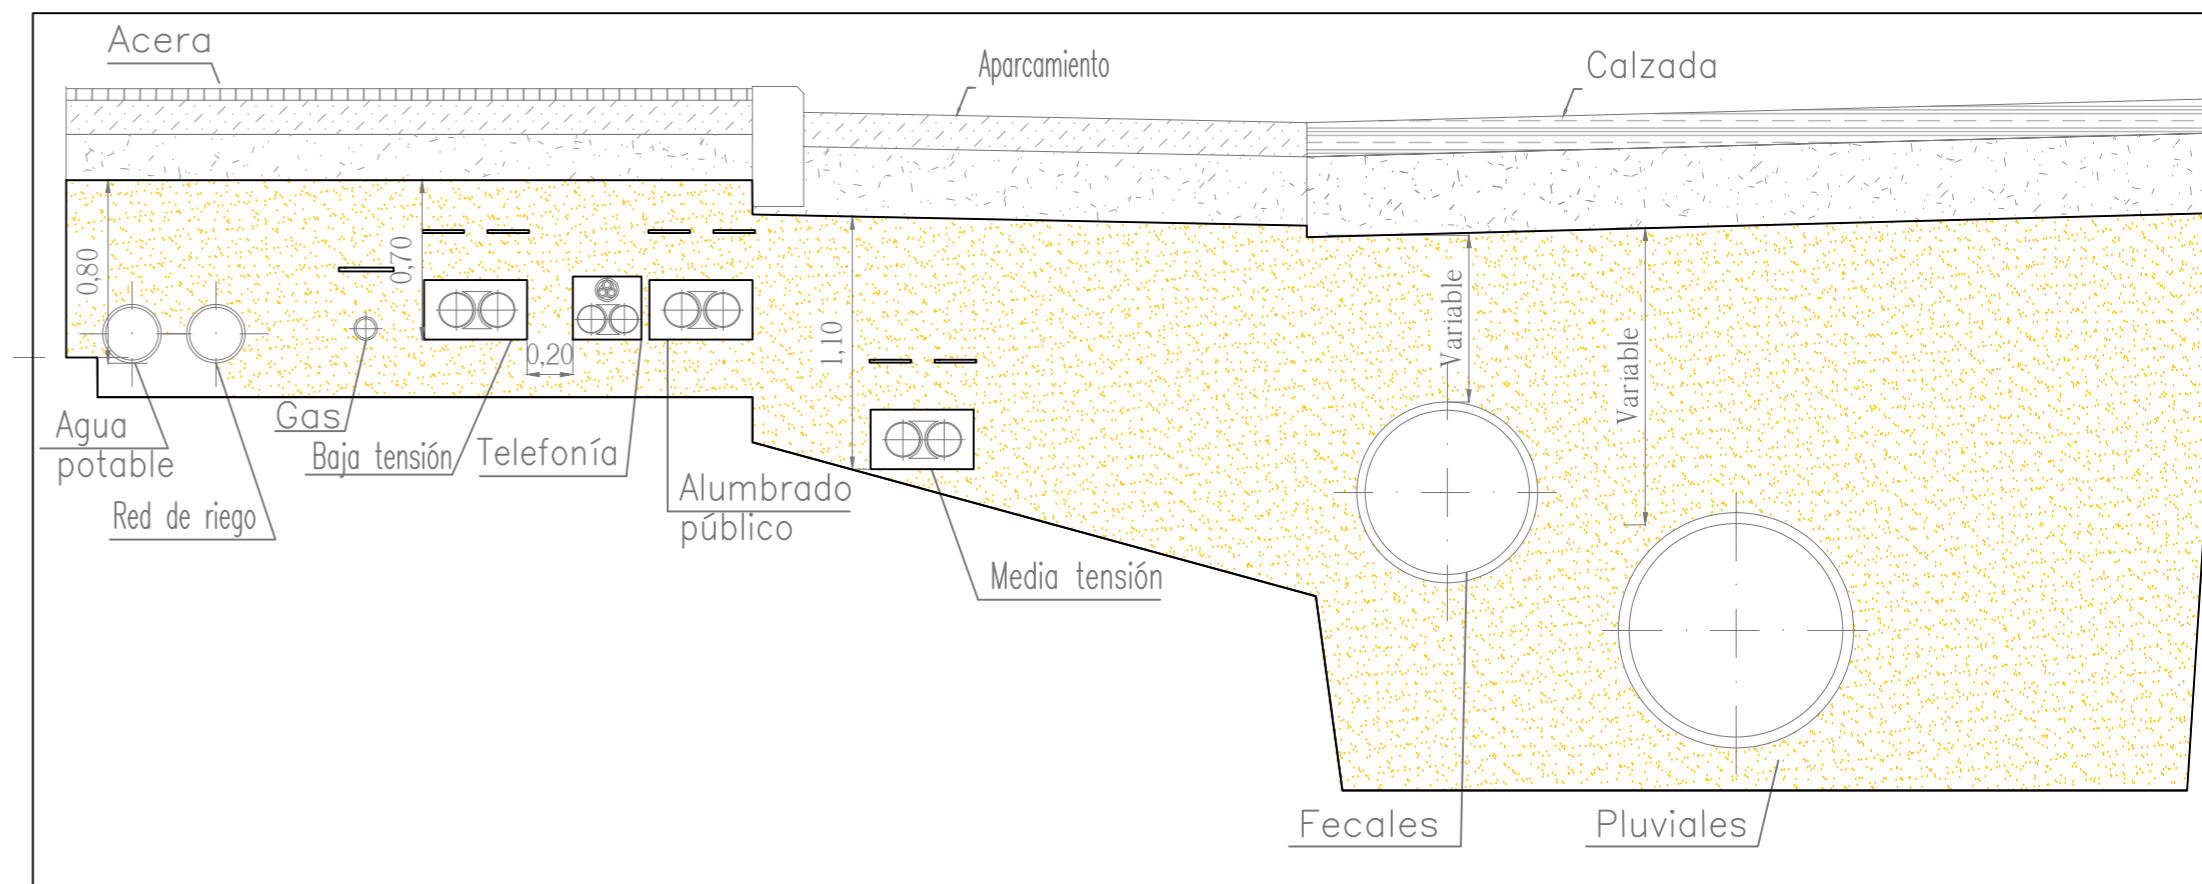 Acera
Aparcamiento
Calzada
0,80
0,70
0,20
1,10
Variable
Variable
Agua
potable
Gas
Baja tensión
Telefonía
Red de riego
Alumbrado
público
Media tensión
Fecales
Pluviales